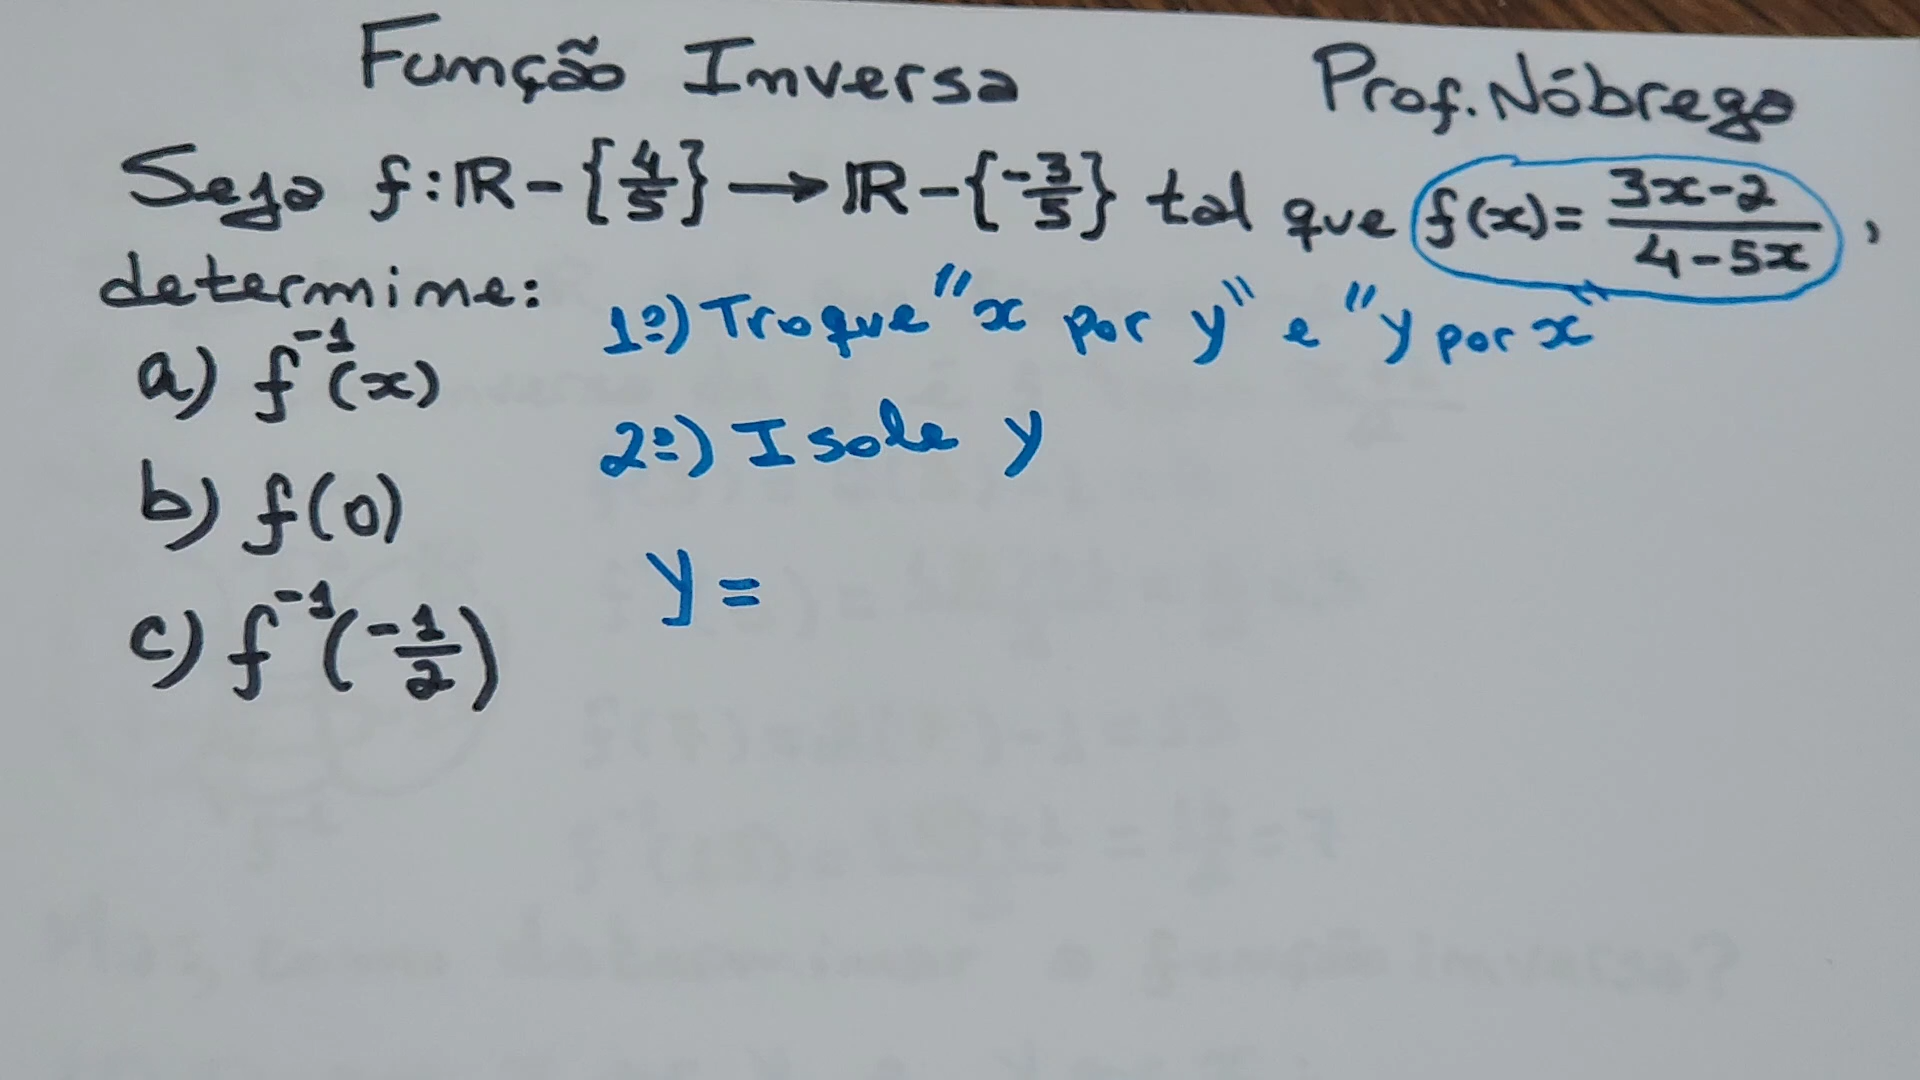 Função Inversa Prof. Nóbrega
Seja f:ℝ-{4/5}→ℝ-{-3/5} tal que f(x)=(3x-2)/(4-5x),
determine: 1º) Troque "x por y" e "y por x"
a) f⁻¹(x)
2º) Isole y
b) f(0)
y=
c) f⁻¹(-1/2)